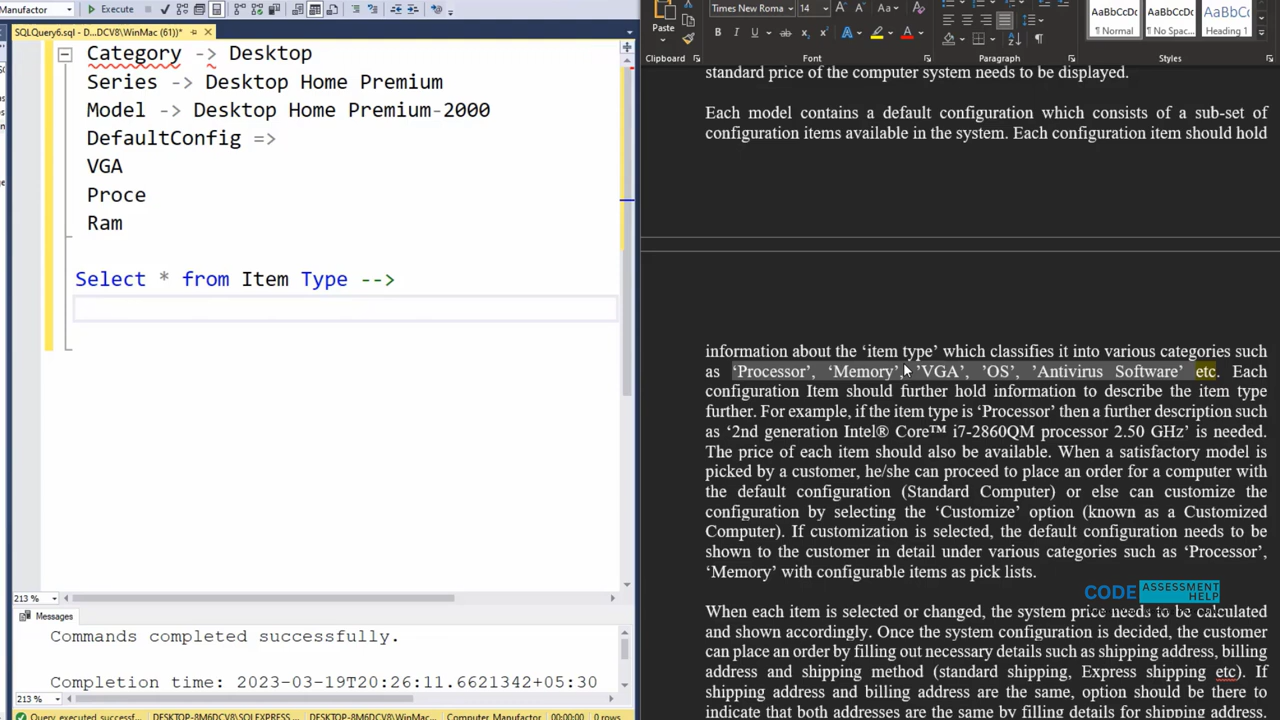 Manufactor
Execute
SQLQuery6.sql - D...DCV8\WinMac (61))*
Category -> Desktop
Series -> Desktop Home Premium
Model -> Desktop Home Premium-2000
DefaultConfig =>
VGA
Proce
Ram
Select * from Item Type -->
213 %
Messages
Commands completed successfully.
Completion time: 2023-03-19T20:26:11.6621342+05:30
213 %
Query executed successf...
DESKTOP-8M6DCV8\SQLEXPRESS
DESKTOP-8M6DCV8\WinMac
Computer_Manufactor
00:00:00
0 rows
Paste
Times New Roma
14
Clipboard
Font
Paragraph
Styles
AaBbCcDc
¶ Normal
AaBbCcDc
¶ No Spac...
AaBbCc
Heading 1
standard price of the computer system needs to be displayed.
Each model contains a default configuration which consists of a sub-set of
configuration items available in the system. Each configuration item should hold
information about the ‘item type’ which classifies it into various categories such
as ‘Processor’, ‘Memory’, ’VGA’, ’OS’, ’Antivirus Software’ etc. Each
configuration Item should further hold information to describe the item type
further. For example, if the item type is ‘Processor’ then a further description such
as ‘2nd generation Intel® Core™ i7-2860QM processor 2.50 GHz’ is needed.
The price of each item should also be available. When a satisfactory model is
picked by a customer, he/she can proceed to place an order for a computer with
the default configuration (Standard Computer) or else can customize the
configuration by selecting the ‘Customize’ option (known as a Customized
Computer). If customization is selected, the default configuration needs to be
shown to the customer in detail under various categories such as ‘Processor’,
‘Memory’ with configurable items as pick lists.
CODE ASSESSMENT HELP
When each item is selected or changed, the system price needs to be calculated
and shown accordingly. Once the system configuration is decided, the customer
can place an order by filling out necessary details such as shipping address, billing
address and shipping method (standard shipping, Express shipping etc). If
shipping address and billing address are the same, option should be there to
indicate that both addresses are the same by filling details for shipping address.